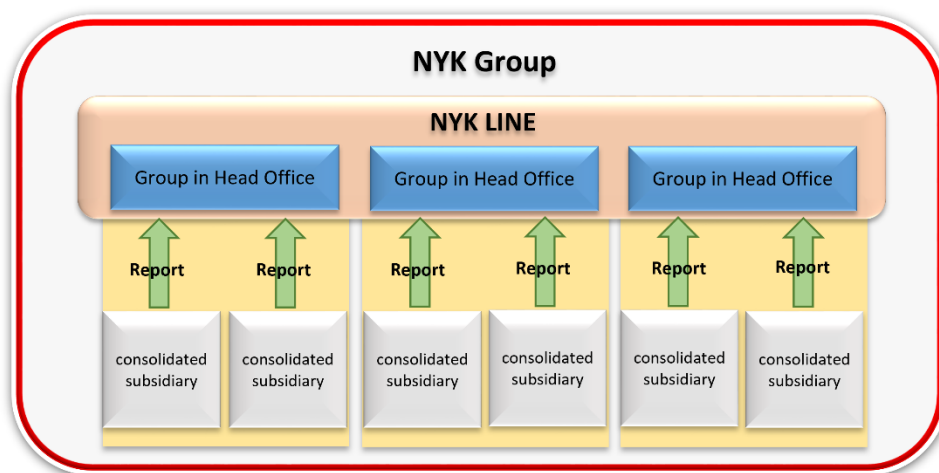 NYK Group
NYK LINE
Group in Head Office
Group in Head Office
Group in Head Office
Report
Report
Report
Report
Report
Report
consolidated
subsidiary
consolidated
subsidiary
consolidated
subsidiary
consolidated
subsidiary
consolidated
subsidiary
consolidated
subsidiary